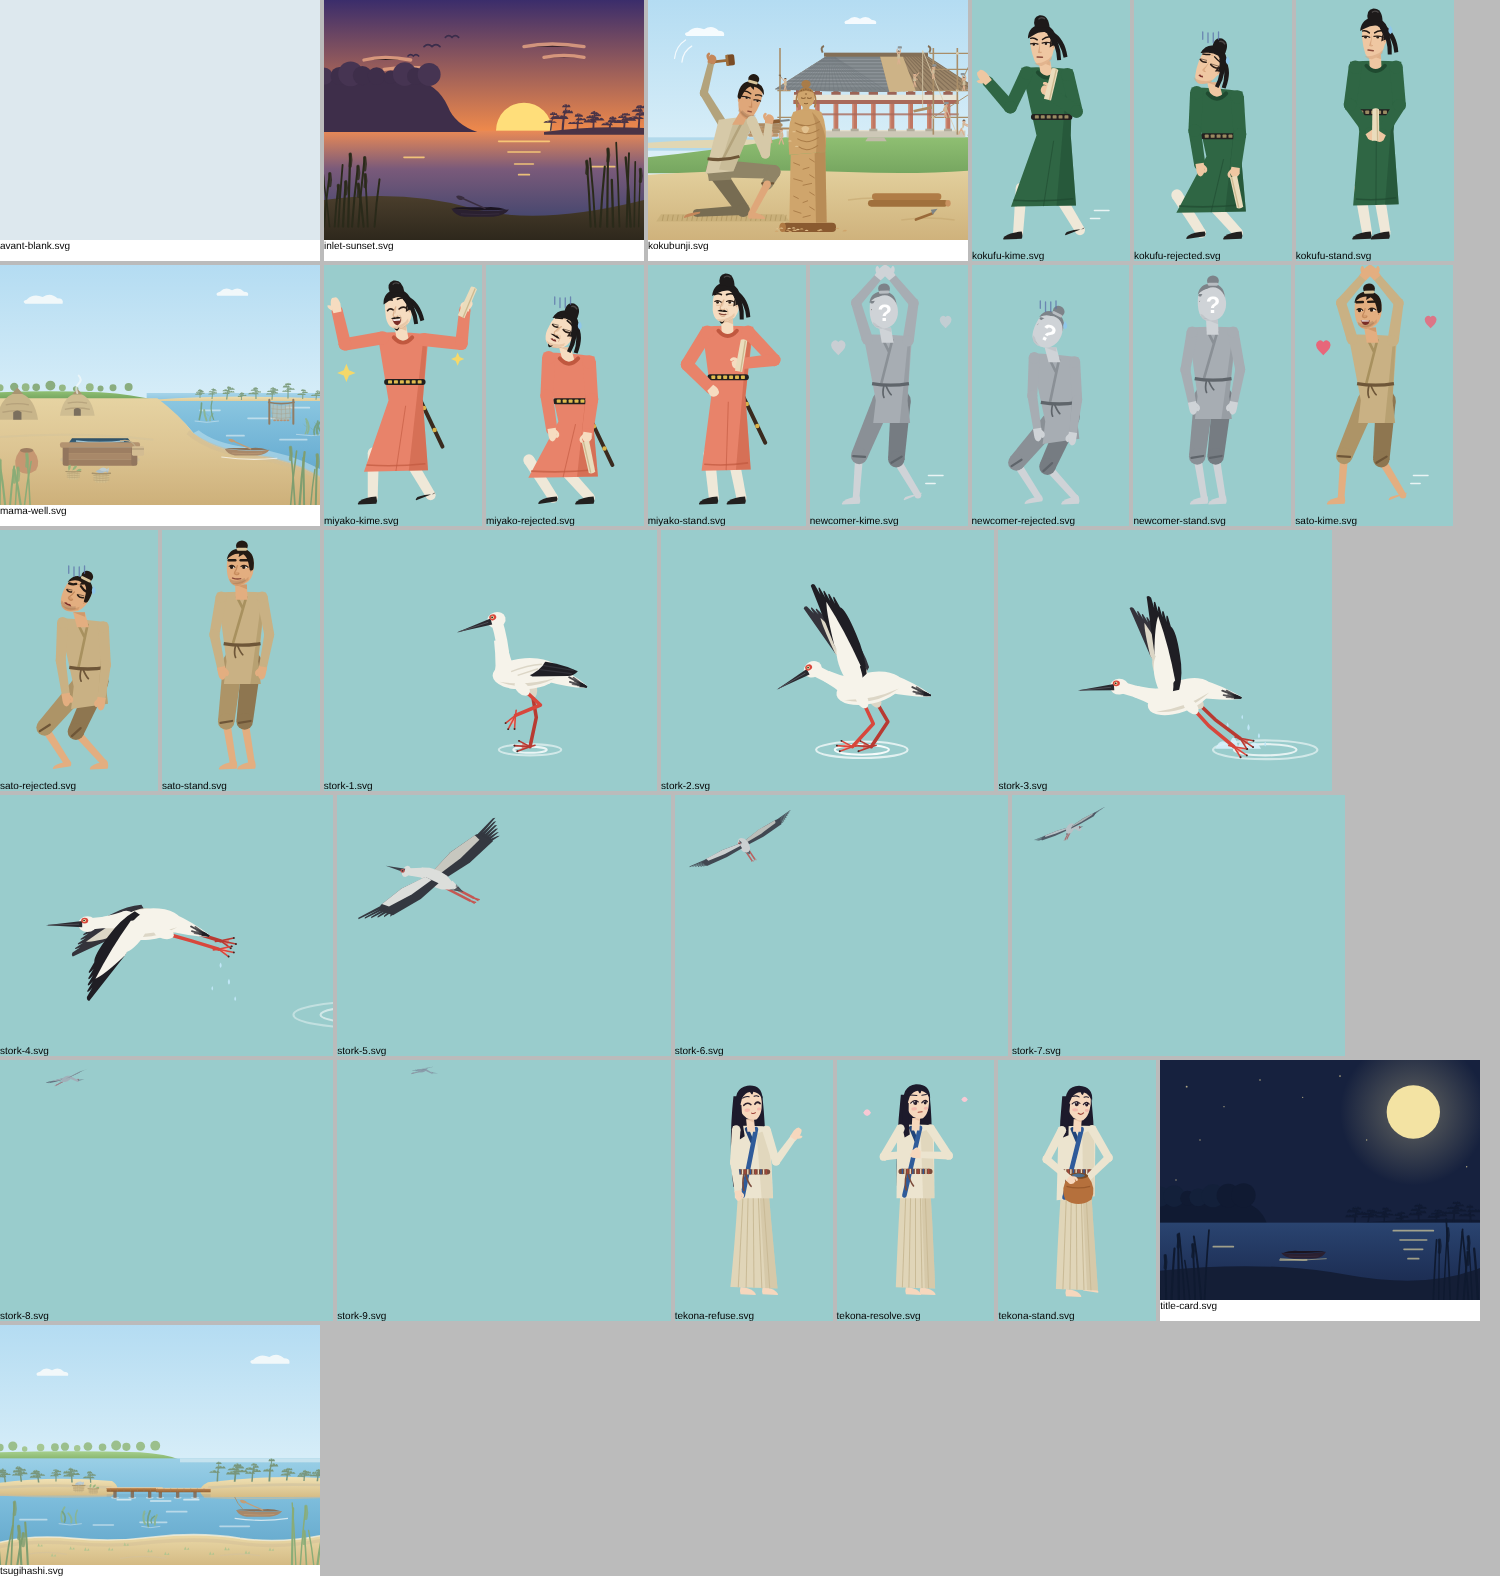 avant-blank.svg
inlet-sunset.svg
kokubunji.svg
kokufu-kime.svg
kokufu-rejected.svg
kokufu-stand.svg
mama-well.svg
miyako-kime.svg
miyako-rejected.svg
miyako-stand.svg
?
newcomer-kime.svg
?
newcomer-rejected.svg
?
newcomer-stand.svg
sato-kime.svg
sato-rejected.svg
sato-stand.svg
stork-1.svg
stork-2.svg
stork-3.svg
stork-4.svg
stork-5.svg
stork-6.svg
stork-7.svg
stork-8.svg
stork-9.svg
tekona-refuse.svg
tekona-resolve.svg
tekona-stand.svg
title-card.svg
tsugihashi.svg